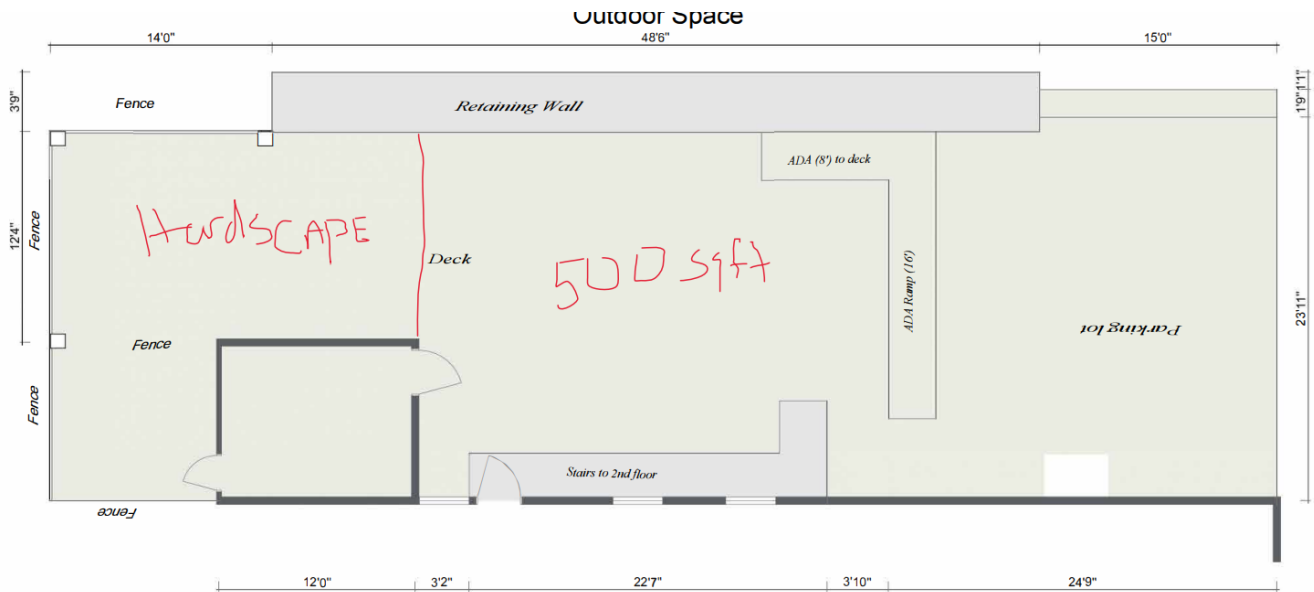 Outdoor Space
14'0" 48'6" 15'0"
3'9"
Fence
Retaining Wall
1'9" 1'1"
ADA (8') to deck
12'4"
Fence
HardSCAPE
Deck
500 sqft
ADA Ramp (16')
23'11"
Parking lot
Fence
Fence
Stairs to 2nd floor
Fence
12'0" 3'2" 22'7" 3'10" 24'9"